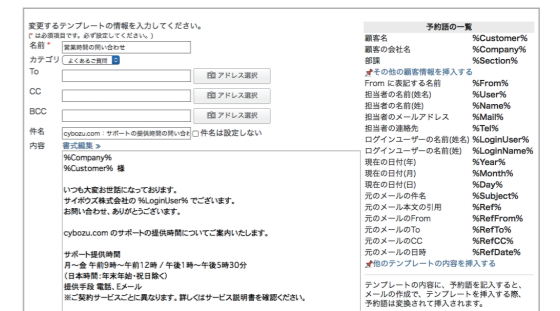 変更するテンプレートの情報を入力してください。
(* は必須項目です。必ず設定してください。)
名前 * 営業時間の問い合わせ
カテゴリ よくあるご質問
To アドレス選択
CC アドレス選択
BCC アドレス選択
件名 cybozu.com:サポートの提供時間の問い合わ 件名は設定しない
内容 書式編集 »
%Company%
%Customer% 様
いつも大変お世話になっております。
サイボウズ株式会社の %LoginUser% でございます。
お問い合わせ、ありがとうございます。
cybozu.com のサポートの提供時間についてご案内いたします。
サポート提供時間
月〜金 午前9時〜午前12時 / 午後1時〜午後5時30分
(日本時間:年末年始・祝日除く)
提供手段 電話、Eメール
※ご契約サービスごとに異なります。詳しくはサービス説明書を確認ください。
予約語の一覧
顧客名 %Customer%
顧客の会社名 %Company%
部課 %Section%
その他の顧客情報を挿入する
From に表記する名前 %From%
担当者の名前(姓名) %User%
担当者の名前(姓) %Name%
担当者のメールアドレス %Mail%
担当者の連絡先 %Tel%
ログインユーザーの名前(姓名) %LoginUser%
ログインユーザーの名前(姓) %LoginName%
現在の日付(年) %Year%
現在の日付(月) %Month%
現在の日付(日) %Day%
元のメールの件名 %Subject%
元のメール本文の引用 %Ref%
元のメールのFrom %RefFrom%
元のメールのTo %RefTo%
元のメールのCC %RefCC%
元のメールの日時 %RefDate%
他のテンプレートの内容を挿入する
テンプレートの内容に、予約語を記入すると、
メールの作成で、テンプレートを挿入する際、
予約語は変換されて挿入されます。